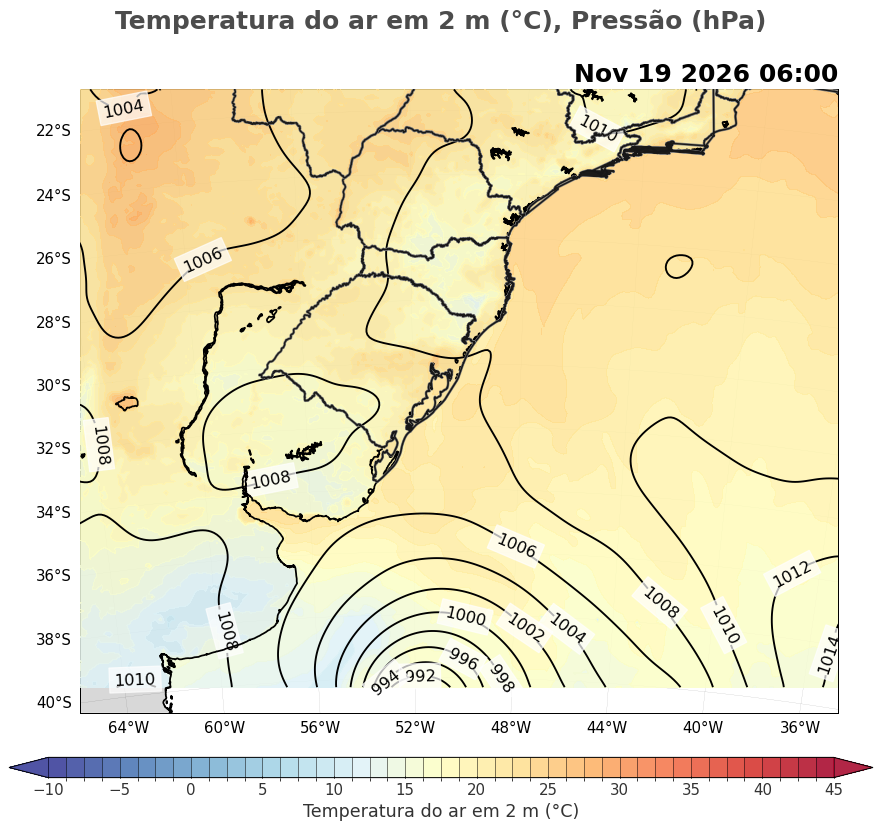 Temperatura do ar em 2 m (°C), Pressão (hPa)
Nov 19 2026 06:00
1004
1010
22°S
24°S
1006
26°S
28°S
30°S
1008
32°S
1008
34°S
1006
36°S
1012
1008
1000
1002
1004
1010
1008
38°S
996
1014
994
992
998
1010
40°S
64°W
60°W
56°W
52°W
48°W
44°W
40°W
36°W
−10
−5
0
5
10
15
20
25
30
35
40
45
Temperatura do ar em 2 m (°C)